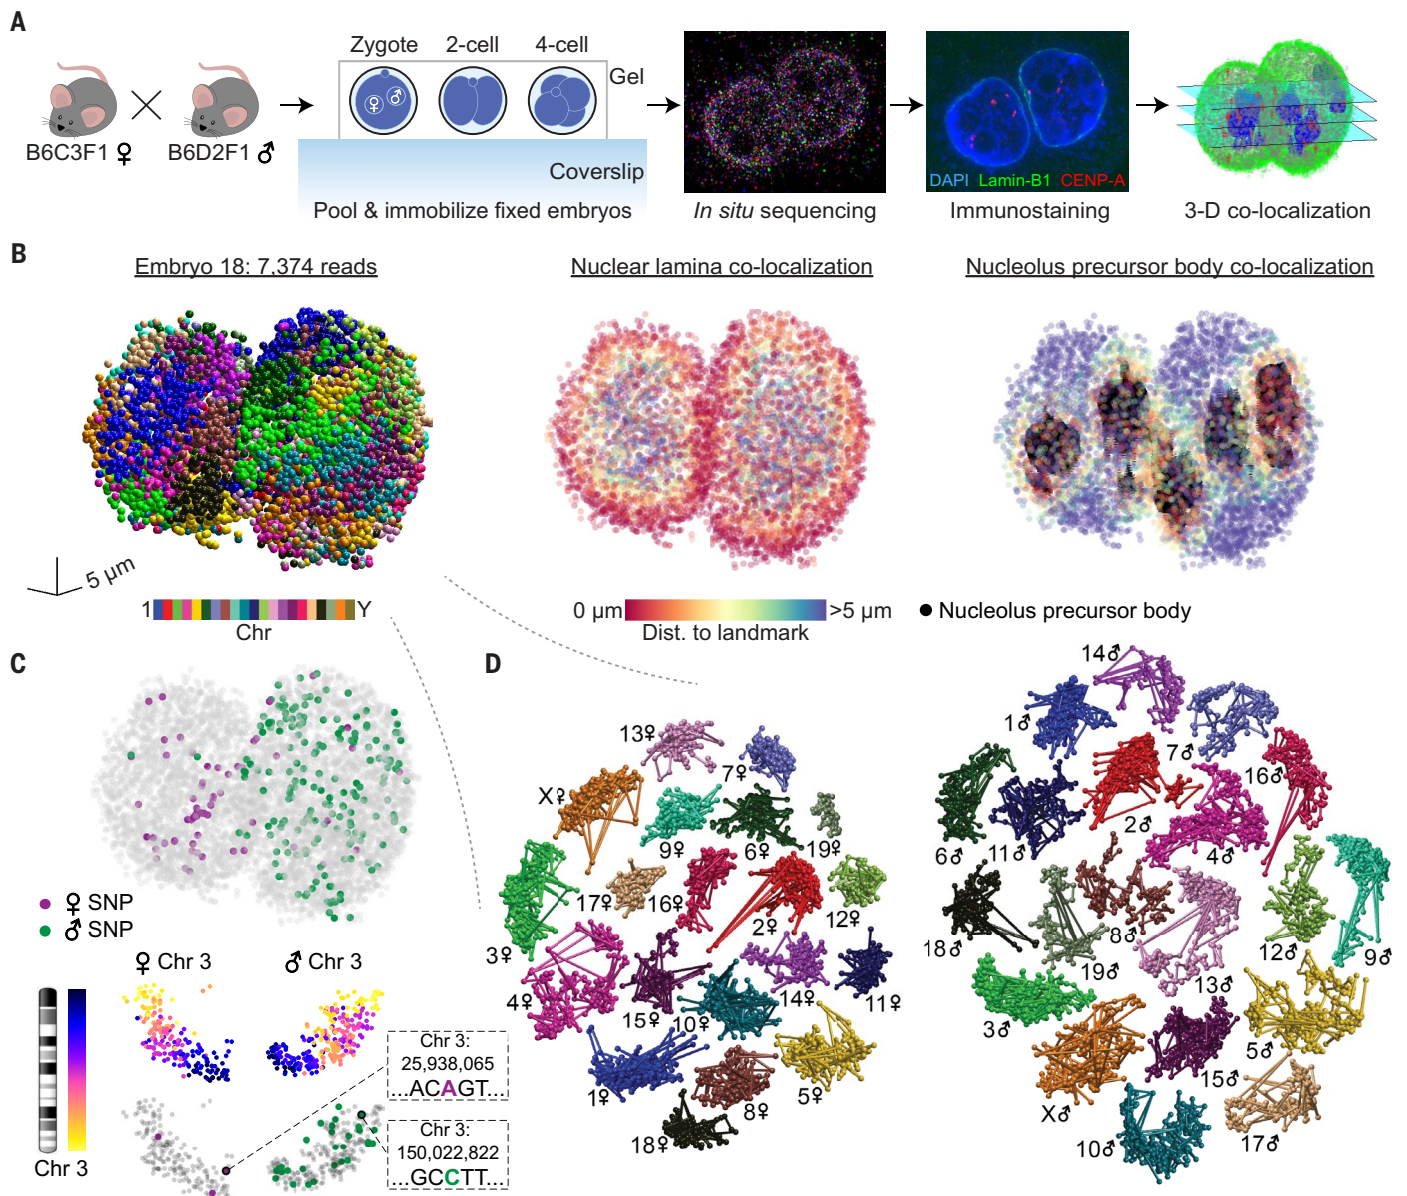 A
Zygote 2-cell 4-cell
Gel
B6C3F1 ♀ B6D2F1 ♂
Coverslip
DAPI Lamin-B1 CENP-A
Pool & immobilize fixed embryos
In situ sequencing
Immunostaining
3-D co-localization
B
Embryo 18: 7,374 reads
Nuclear lamina co-localization
Nucleolus precursor body co-localization
5 µm
1 Y
Chr
0 µm >5 µm
Dist. to landmark
Nucleolus precursor body
C
♀ SNP
♂ SNP
♀ Chr 3 ♂ Chr 3
Chr 3:
25,938,065
...ACAGT...
Chr 3:
150,022,822
...GCCTT...
Chr 3
D
13♀
7♀
X♀
9♀
6♀
19♀
17♀
16♀
2♀
12♀
3♀
4♀
15♀
10♀
14♀
11♀
1♀
8♀
5♀
18♀
14♂
1♂
7♂
16♂
6♂
11♂
2♂
4♂
18♂
19♂
8♂
13♂
12♂
9♂
3♂
X♂
15♂
5♂
10♂
17♂